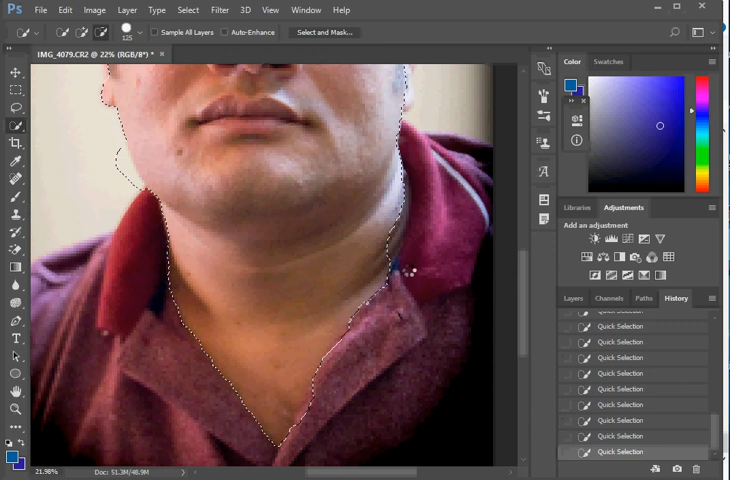 Ps File Edit Image Layer Type Select Filter 3D View Window Help
125 Sample All Layers Auto-Enhance Select and Mask...
IMG_4079.CR2 @ 22% (RGB/8*) * ×
Color Swatches
Libraries Adjustments
Add an adjustment
Layers Channels Paths History
Quick Selection
Quick Selection
Quick Selection
Quick Selection
Quick Selection
Quick Selection
Quick Selection
Quick Selection
Quick Selection
21.98% Doc: 51.3M/48.9M